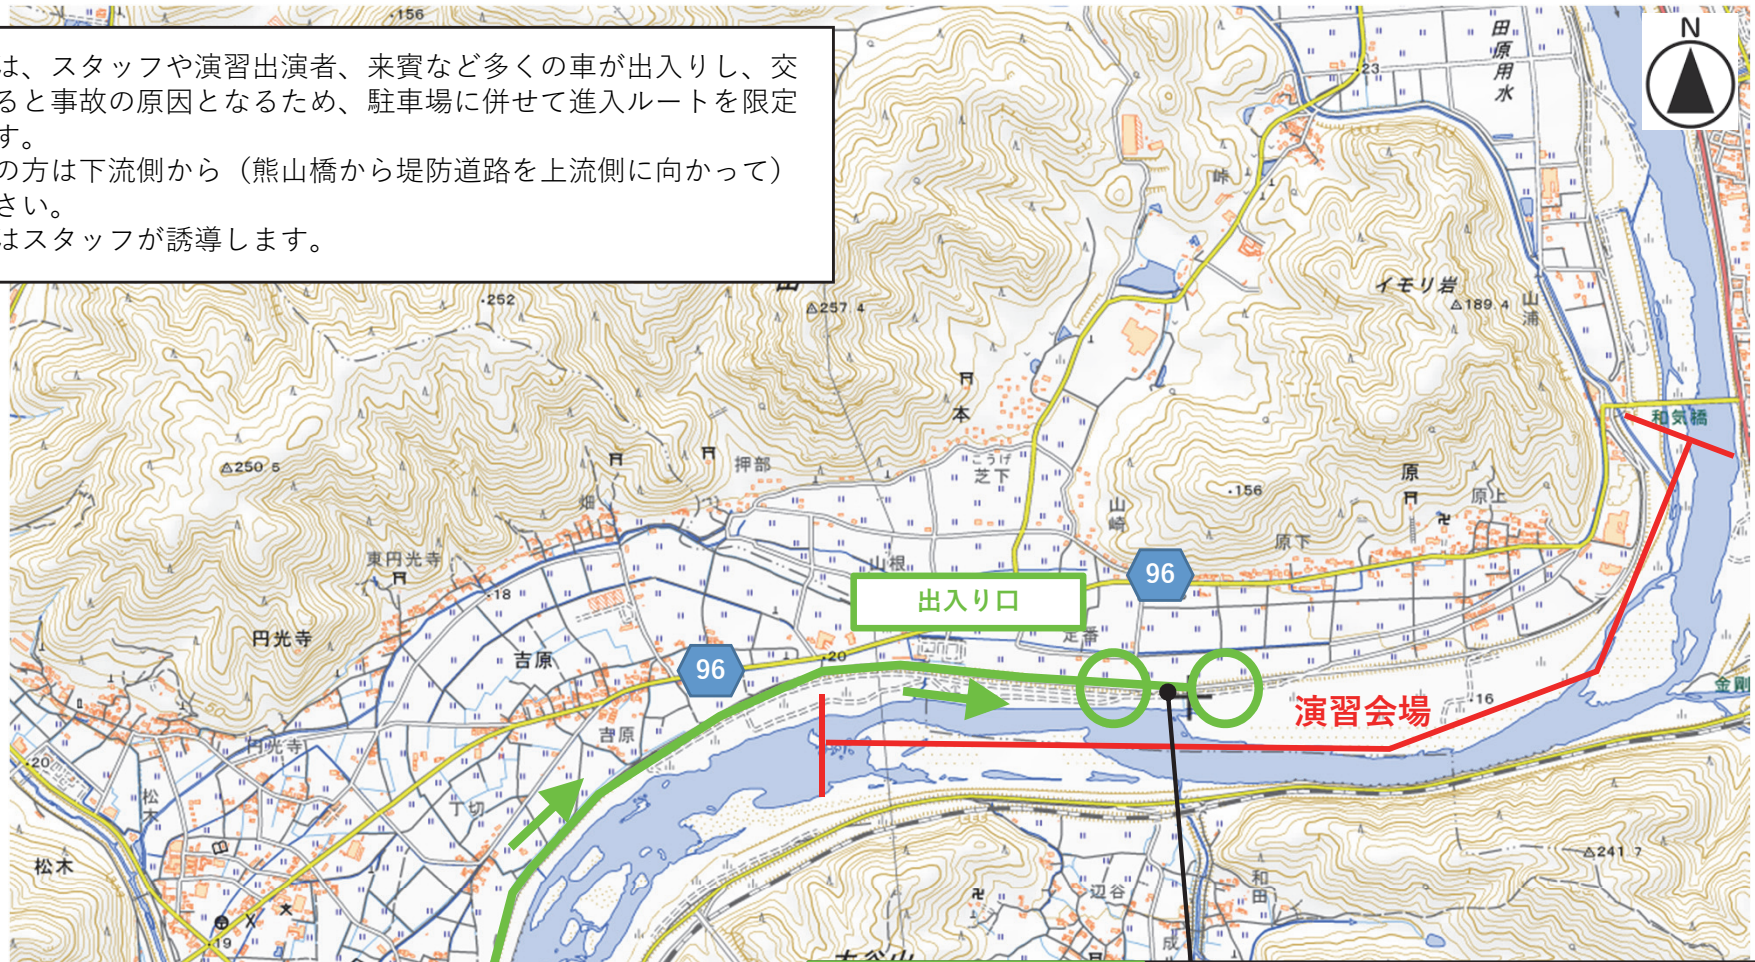 は、スタッフや演習出演者、来賓など多くの車が出入りし、交
ると事故の原因となるため、駐車場に併せて進入ルートを限定
す。
の方は下流側から（熊山橋から堤防道路を上流側に向かって）
さい。
はスタッフが誘導します。
N
・156
田原用水
・23
峠
・252
△257.4
イモリ岩
△189.4
山浦
和気橋
本
こうげ
芝下
押部
△250.5
畑
山崎
・156
原
原上
原下
東円光寺
・18
山根
96
出入り口
定番
円光寺
吉原
96
・20
演習会場
・16
金剛
吉原
円光寺
・20
松木
丁切
松木
△241.7
辺谷
和田
・19
成